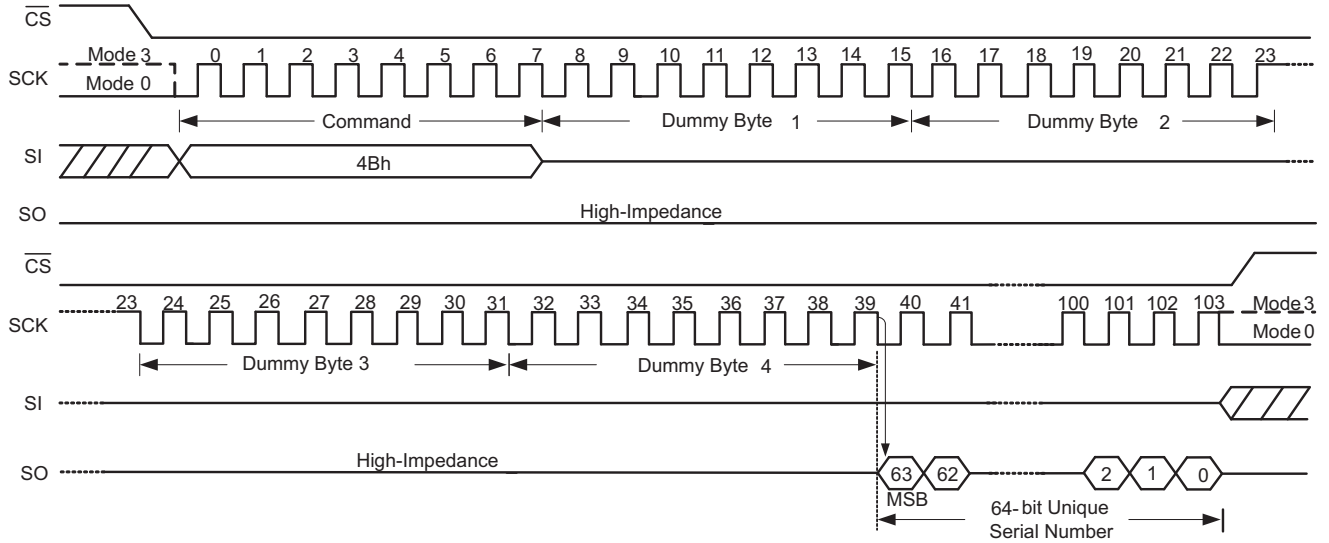 CS
Mode 3 0 1 2 3 4 5 6 7 8 9 10 11 12 13 14 15 16 17 18 19 20 21 22 23
SCK
Mode 0
Command Dummy Byte 1 Dummy Byte 2
SI 4Bh
SO High-Impedance
CS
23 24 25 26 27 28 29 30 31 32 33 34 35 36 37 38 39 40 41 100 101 102 103 Mode 3
SCK
Mode 0
Dummy Byte 3 Dummy Byte 4
SI
SO High-Impedance 63 62 2 1 0
MSB
64-bit Unique
Serial Number